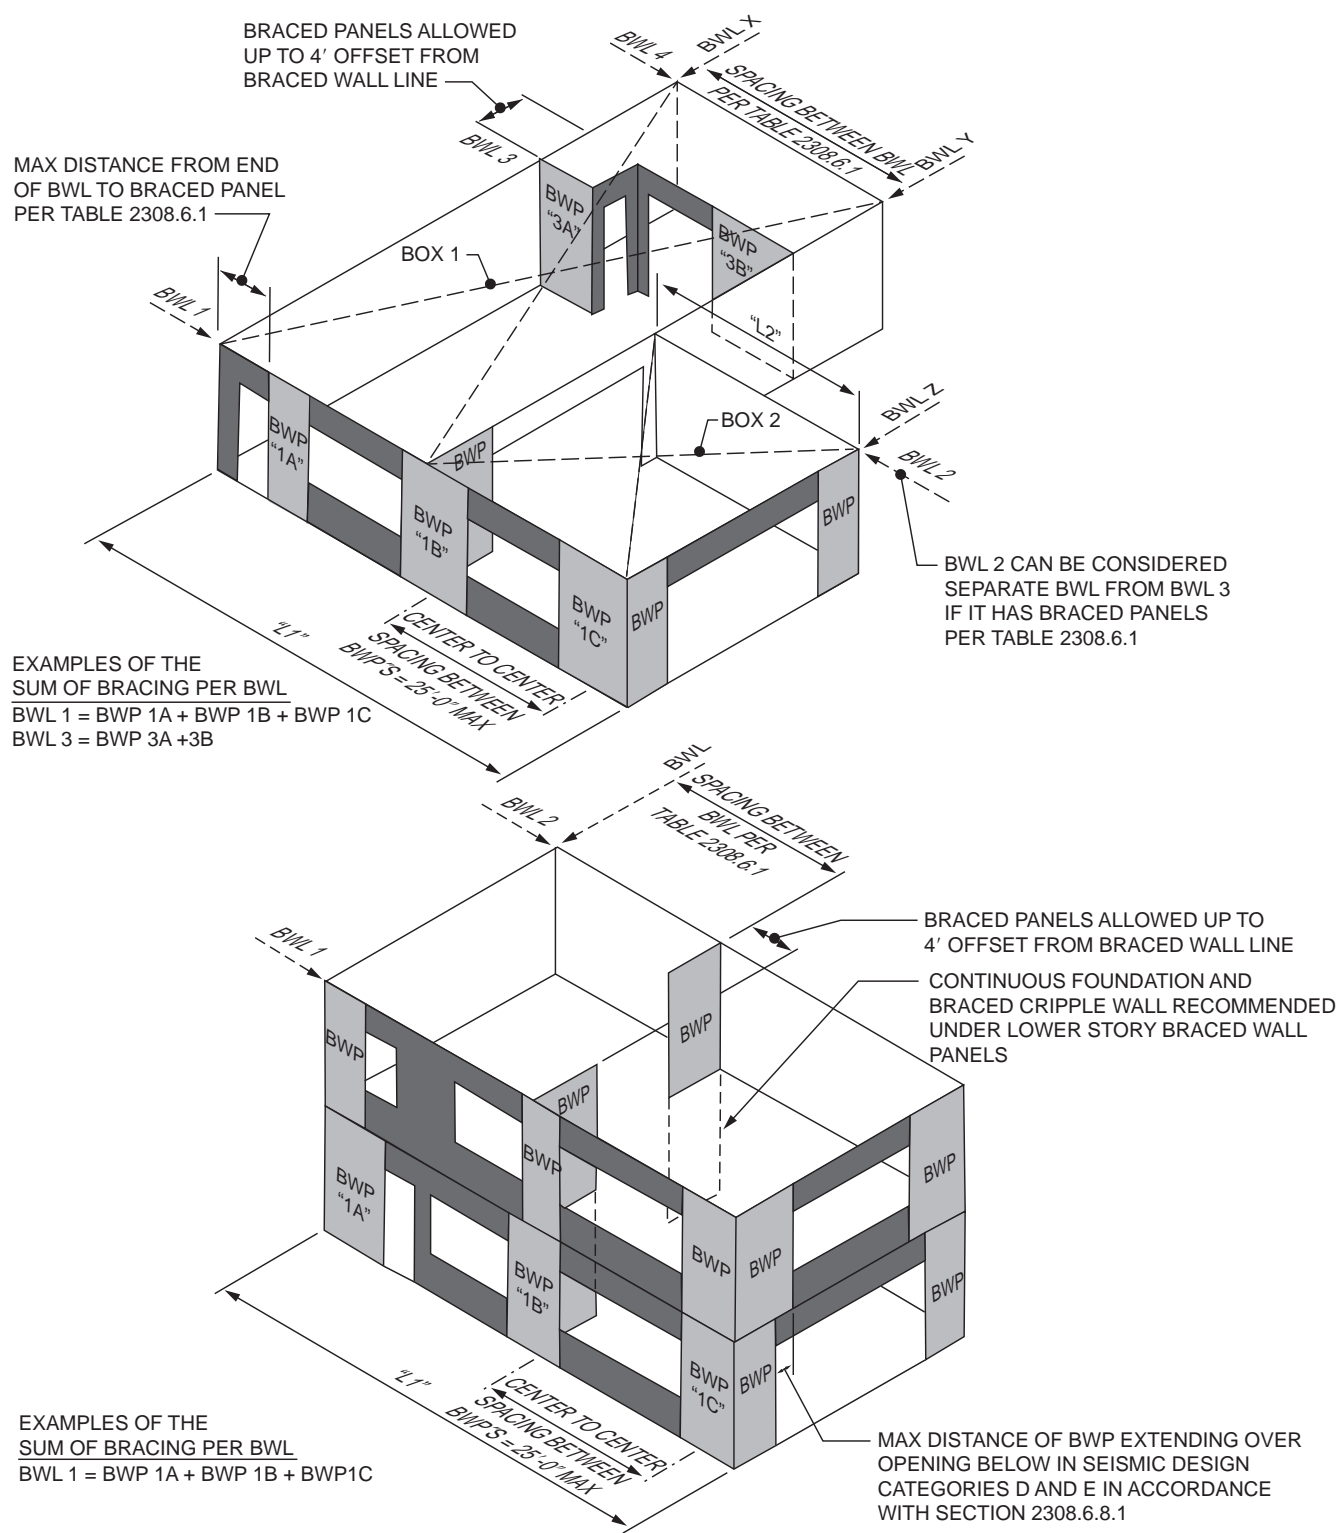 BRACED PANELS ALLOWED
UP TO 4′ OFFSET FROM
BRACED WALL LINE
BWL 4
BWL X
SPACING BETWEEN BWL
PER TABLE 2308.6.1
BWL Y
BWL 3
MAX DISTANCE FROM END
OF BWL TO BRACED PANEL
PER TABLE 2308.6.1
BWP
“3A”
BWP
“3B”
BOX 1
BWL 1
“L2”
BWL Z
BOX 2
BWL 2
BWP
“1A”
BWP
BWP
“1B”
BWP
BWP
“1C”
BWP
BWL 2 CAN BE CONSIDERED
SEPARATE BWL FROM BWL 3
IF IT HAS BRACED PANELS
PER TABLE 2308.6.1
“L1”
CENTER TO CENTER
SPACING BETWEEN
BWP'S = 25'-0” MAX
EXAMPLES OF THE
SUM OF BRACING PER BWL
BWL 1 = BWP 1A + BWP 1B + BWP 1C
BWL 3 = BWP 3A +3B
BWL
BWL 2
SPACING BETWEEN
BWL PER
TABLE 2308.6.1
BWL 1
BRACED PANELS ALLOWED UP TO
4′ OFFSET FROM BRACED WALL LINE
CONTINUOUS FOUNDATION AND
BRACED CRIPPLE WALL RECOMMENDED
UNDER LOWER STORY BRACED WALL
PANELS
BWP
BWP
BWP
BWP
BWP
BWP
“1A”
BWP
BWP
BWP
“1B”
BWP
BWP
“1C”
BWP
“L1”
CENTER TO CENTER
SPACING BETWEEN
BWP'S = 25'-0” MAX
EXAMPLES OF THE
SUM OF BRACING PER BWL
BWL 1 = BWP 1A + BWP 1B + BWP1C
MAX DISTANCE OF BWP EXTENDING OVER
OPENING BELOW IN SEISMIC DESIGN
CATEGORIES D AND E IN ACCORDANCE
WITH SECTION 2308.6.8.1